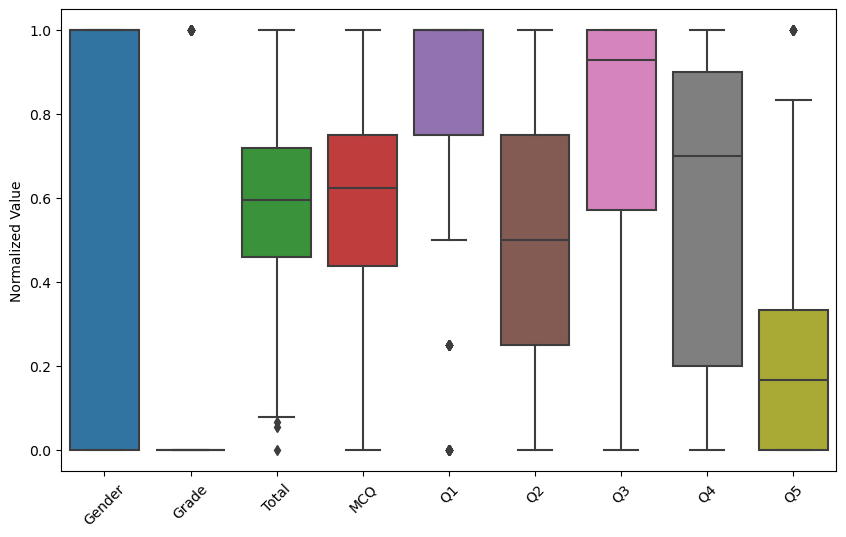 Normalized Value
1.0
0.8
0.6
0.4
0.2
0.0
Gender
Grade
Total
MCQ
Q1
Q2
Q3
Q4
Q5